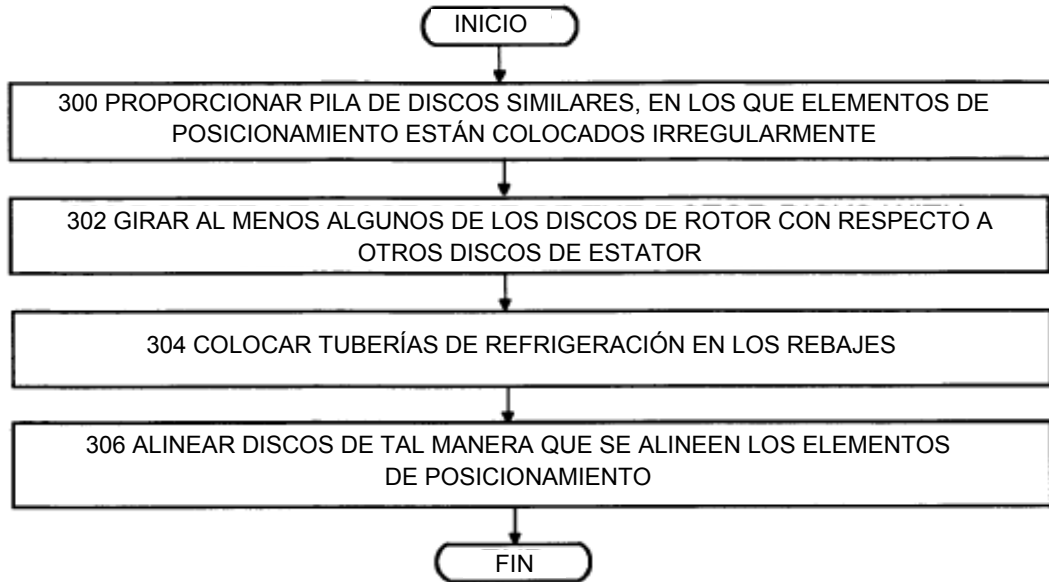 INICIO
300 PROPORCIONAR PILA DE DISCOS SIMILARES, EN LOS QUE ELEMENTOS DE
POSICIONAMIENTO ESTÁN COLOCADOS IRREGULARMENTE
302 GIRAR AL MENOS ALGUNOS DE LOS DISCOS DE ROTOR CON RESPECTO A
OTROS DISCOS DE ESTATOR
304 COLOCAR TUBERÍAS DE REFRIGERACIÓN EN LOS REBAJES
306 ALINEAR DISCOS DE TAL MANERA QUE SE ALINEEN LOS ELEMENTOS
DE POSICIONAMIENTO
FIN